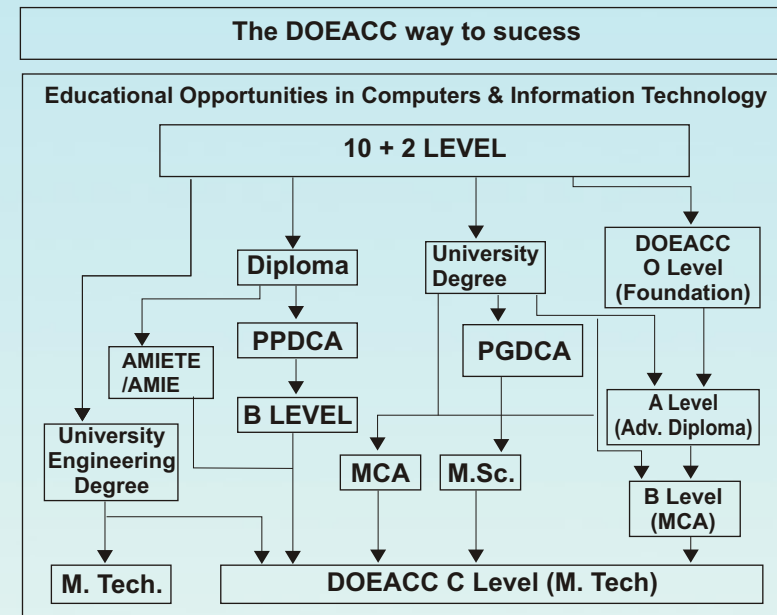 The DOEACC way to sucess
Educational Opportunities in Computers & Information Technology
10 + 2 LEVEL
Diploma
University
Degree
DOEACC
O Level
(Foundation)
AMIETE
/AMIE
PPDCA
PGDCA
B LEVEL
A Level
(Adv. Diploma)
University
Engineering
Degree
MCA
M.Sc.
B Level
(MCA)
M. Tech.
DOEACC C Level (M. Tech)